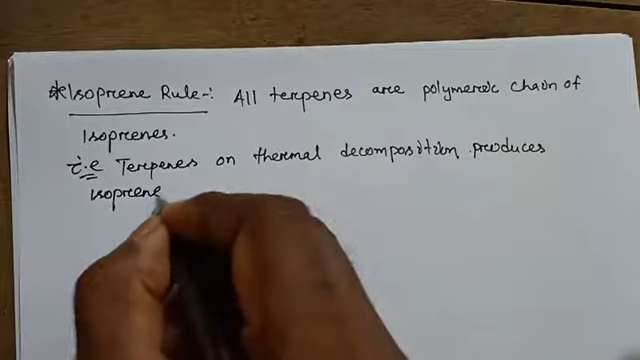 *Isoprene Rule-: All terpenes are polymeric chain of
Isoprenes.
i.e Terpenes on thermal decomposition produces
isoprene